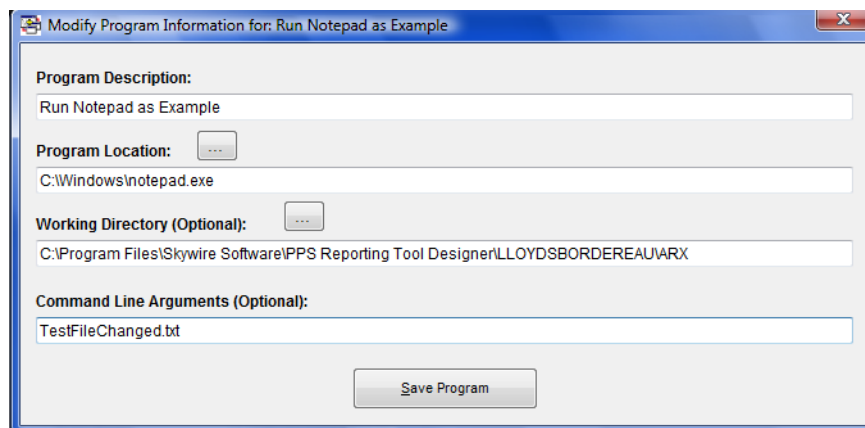 Modify Program Information for: Run Notepad as Example
Program Description:
Run Notepad as Example
Program Location: ...
C:\Windows\notepad.exe
Working Directory (Optional): ...
C:\Program Files\Skywire Software\PPS Reporting Tool Designer\LLOYDSBORDEREAU\ARX
Command Line Arguments (Optional):
TestFileChanged.txt
Save Program